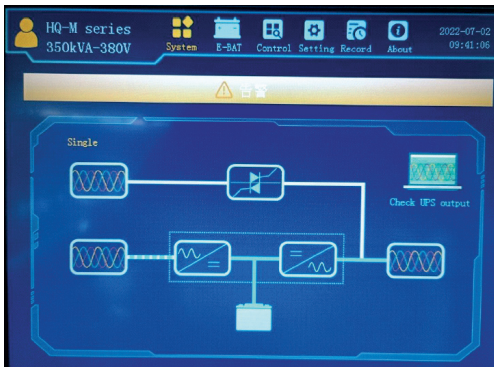 HQ-M series
350kVA-380V
System
E-BAT
Control
Setting
Record
About
2022-07-02
09:41:06
Single
Check UPS output